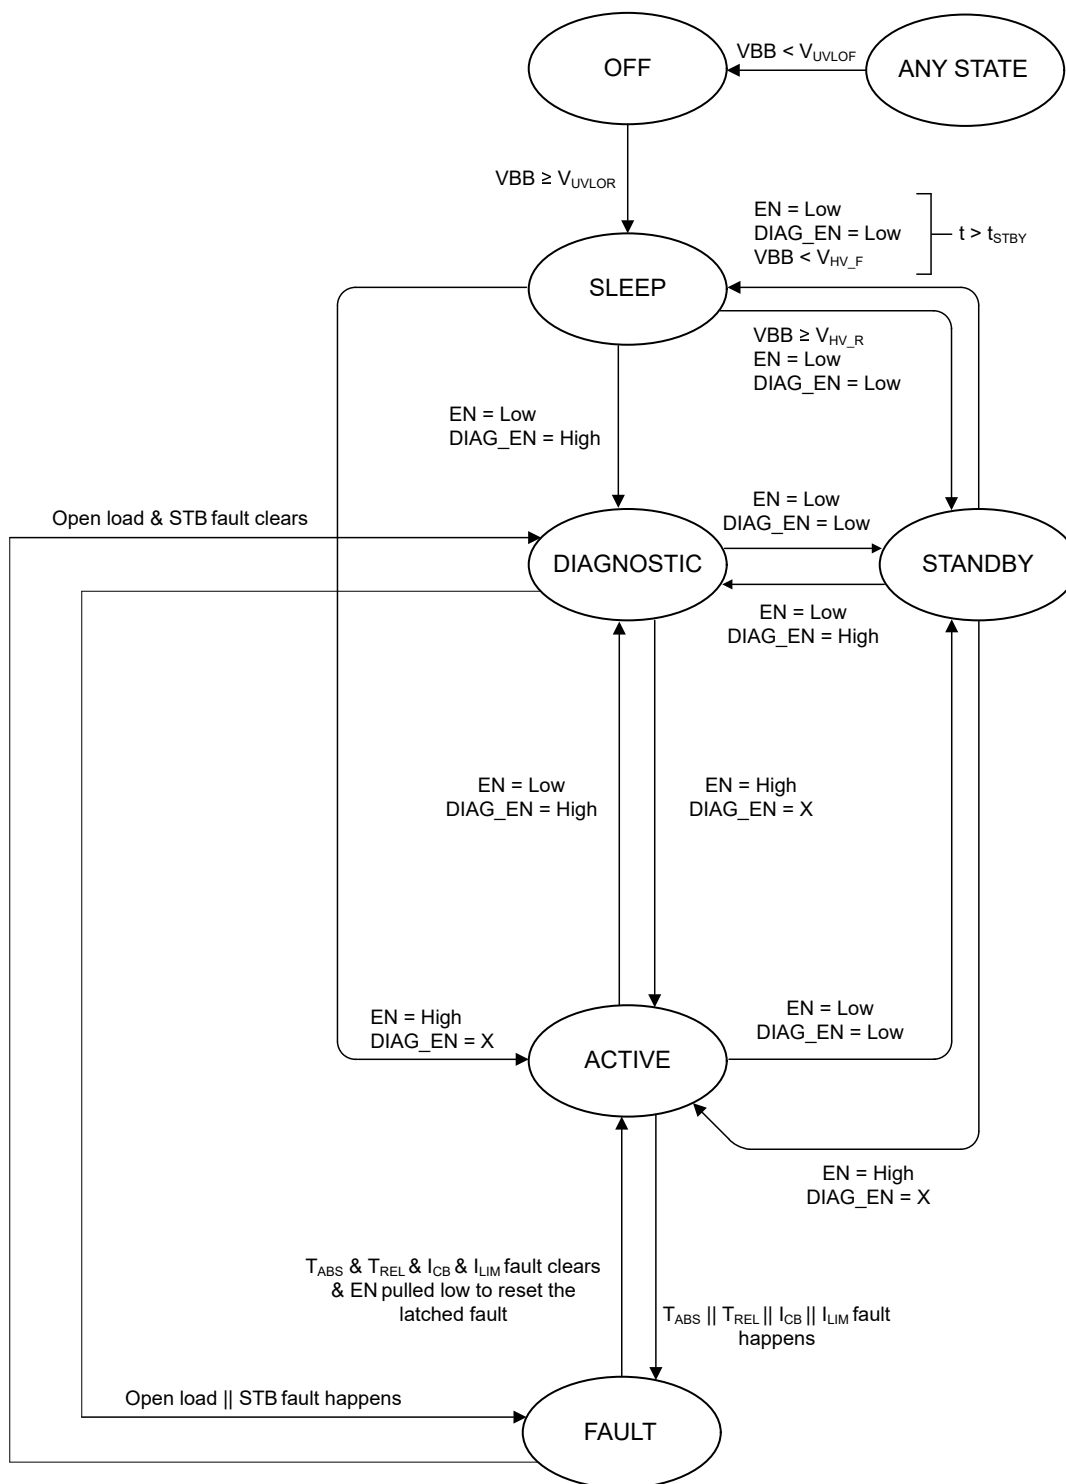 OFF
VBB < VUVLOF
ANY STATE
VBB ≥ VUVLOR
EN = Low
DIAG_EN = Low
VBB < VHV_F
t > tSTBY
SLEEP
VBB ≥ VHV_R
EN = Low
DIAG_EN = Low
EN = Low
DIAG_EN = High
Open load & STB fault clears
EN = Low
DIAG_EN = Low
DIAGNOSTIC
STANDBY
EN = Low
DIAG_EN = High
EN = Low
DIAG_EN = High
EN = High
DIAG_EN = X
EN = High
DIAG_EN = X
ACTIVE
EN = Low
DIAG_EN = Low
EN = High
DIAG_EN = X
TABS & TREL & ICB & ILIM fault clears
& EN pulled low to reset the
latched fault
TABS || TREL || ICB || ILIM fault
happens
Open load || STB fault happens
FAULT